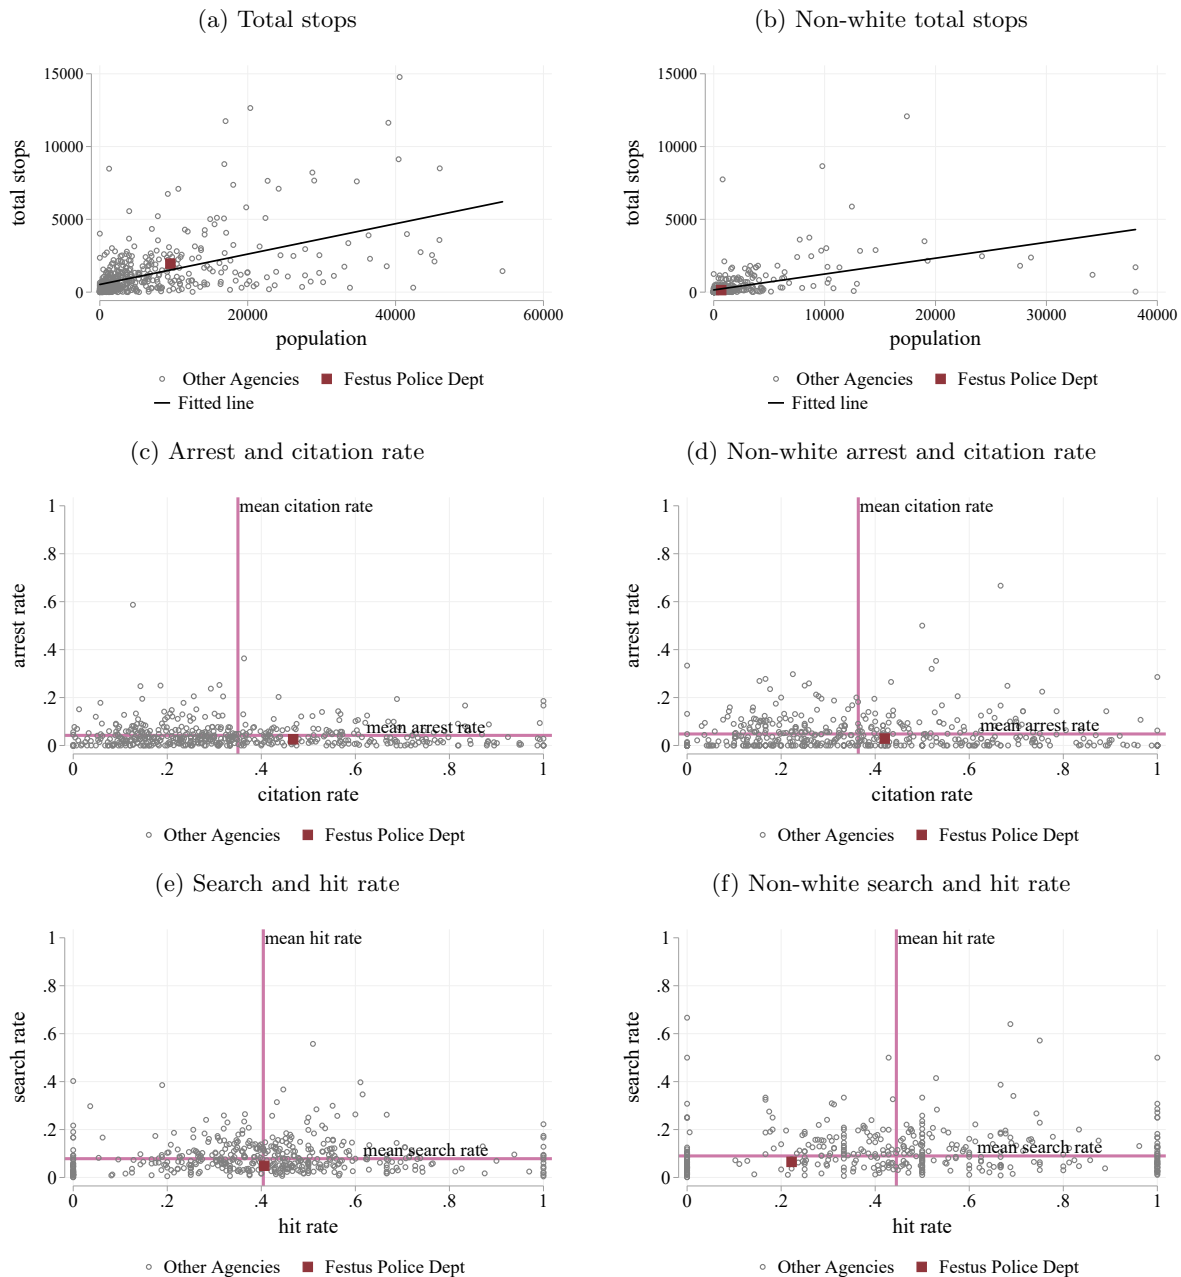 (a) Total stops
15000
10000
5000
0
total stops
0 20000 40000 60000
population
Other Agencies Festus Police Dept
Fitted line
(b) Non-white total stops
15000
10000
5000
0
total stops
0 10000 20000 30000 40000
population
Other Agencies Festus Police Dept
Fitted line
(c) Arrest and citation rate
1
.8
.6
.4
.2
0
arrest rate
mean citation rate
mean arrest rate
0 .2 .4 .6 .8 1
citation rate
Other Agencies Festus Police Dept
(d) Non-white arrest and citation rate
1
.8
.6
.4
.2
0
arrest rate
mean citation rate
mean arrest rate
0 .2 .4 .6 .8 1
citation rate
Other Agencies Festus Police Dept
(e) Search and hit rate
1
.8
.6
.4
.2
0
search rate
mean hit rate
mean search rate
0 .2 .4 .6 .8 1
hit rate
Other Agencies Festus Police Dept
(f) Non-white search and hit rate
1
.8
.6
.4
.2
0
search rate
mean hit rate
mean search rate
0 .2 .4 .6 .8 1
hit rate
Other Agencies Festus Police Dept